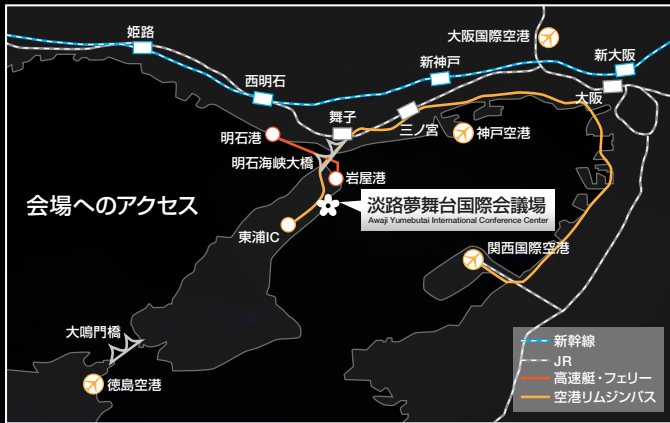 姫路
大阪国際空港
新神戸
新大阪
西明石
大阪
舞子
三ノ宮
神戸空港
明石港
明石海峡大橋
岩屋港
会場へのアクセス
淡路夢舞台国際会議場
Awaji Yumebutai International Conference Center
東浦IC
関西国際空港
大鳴門橋
徳島空港
新幹線
JR
高速艇・フェリー
空港リムジンバス